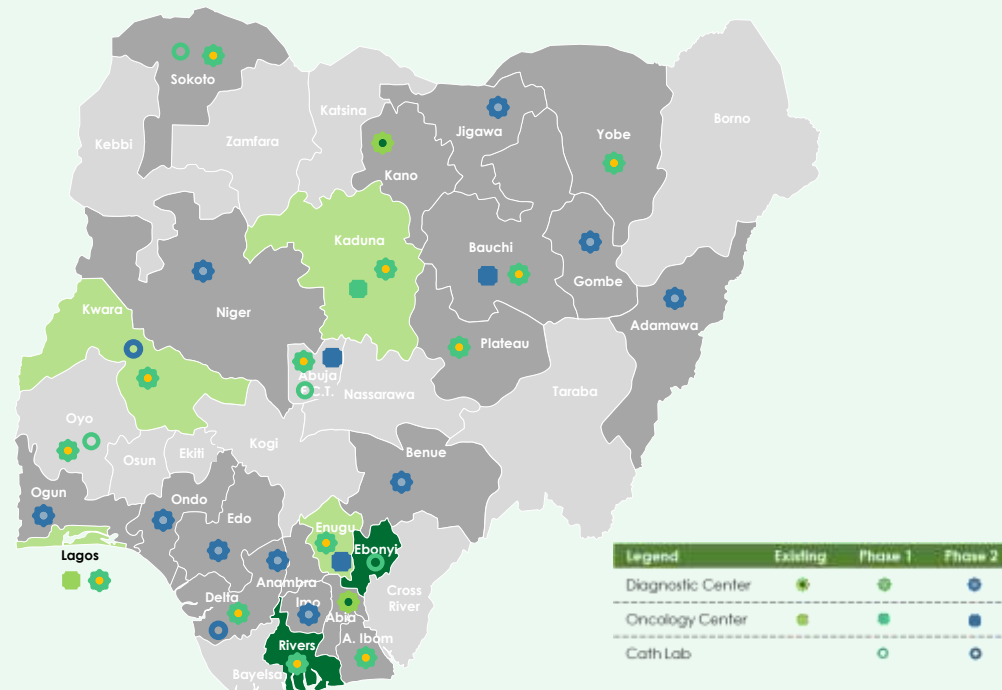 Sokoto
Katsina
Borno
Kebbi
Zamfara
Jigawa
Yobe
Kano
Kaduna
Bauchi
Gombe
Kwara
Niger
Adamawa
Plateau
Abuja
F.C.T.
Nassarawa
Taraba
Oyo
Osun
Ekiti
Kogi
Benue
Ogun
Ondo
Edo
Enugu
Ebonyi
Lagos
Anambra
Delta
Imo
Abia
Cross
River
Rivers
A. Ibom
Bayelsa
Legend Existing Phase 1 Phase 2
Diagnostic Center
Oncology Center
Cath Lab